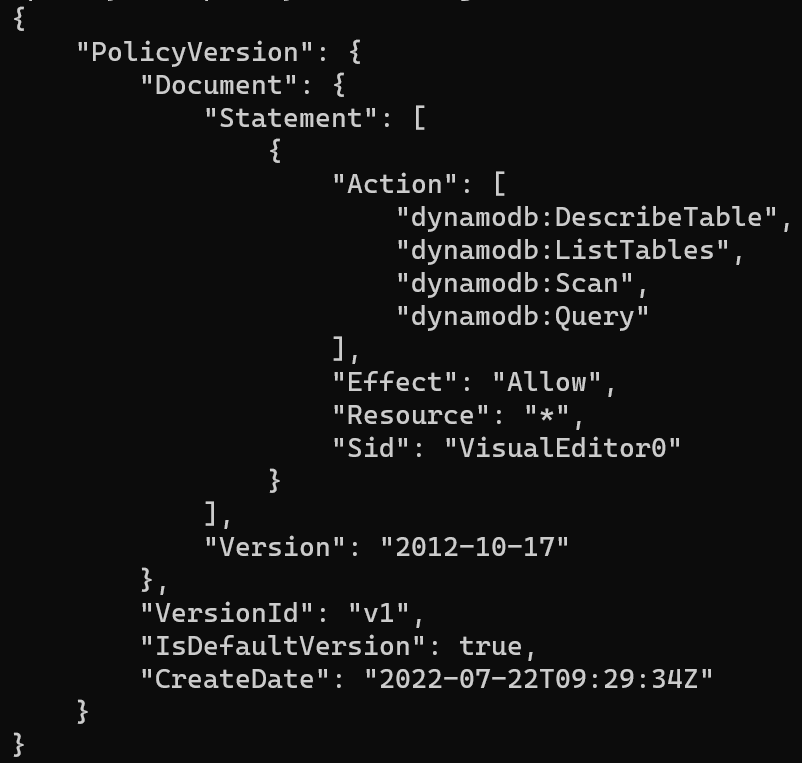 {
    "PolicyVersion": {
        "Document": {
            "Statement": [
                {
                    "Action": [
                        "dynamodb:DescribeTable",
                        "dynamodb:ListTables",
                        "dynamodb:Scan",
                        "dynamodb:Query"
                    ],
                    "Effect": "Allow",
                    "Resource": "*",
                    "Sid": "VisualEditor0"
                }
            ],
            "Version": "2012-10-17"
        },
        "VersionId": "v1",
        "IsDefaultVersion": true,
        "CreateDate": "2022-07-22T09:29:34Z"
    }
}